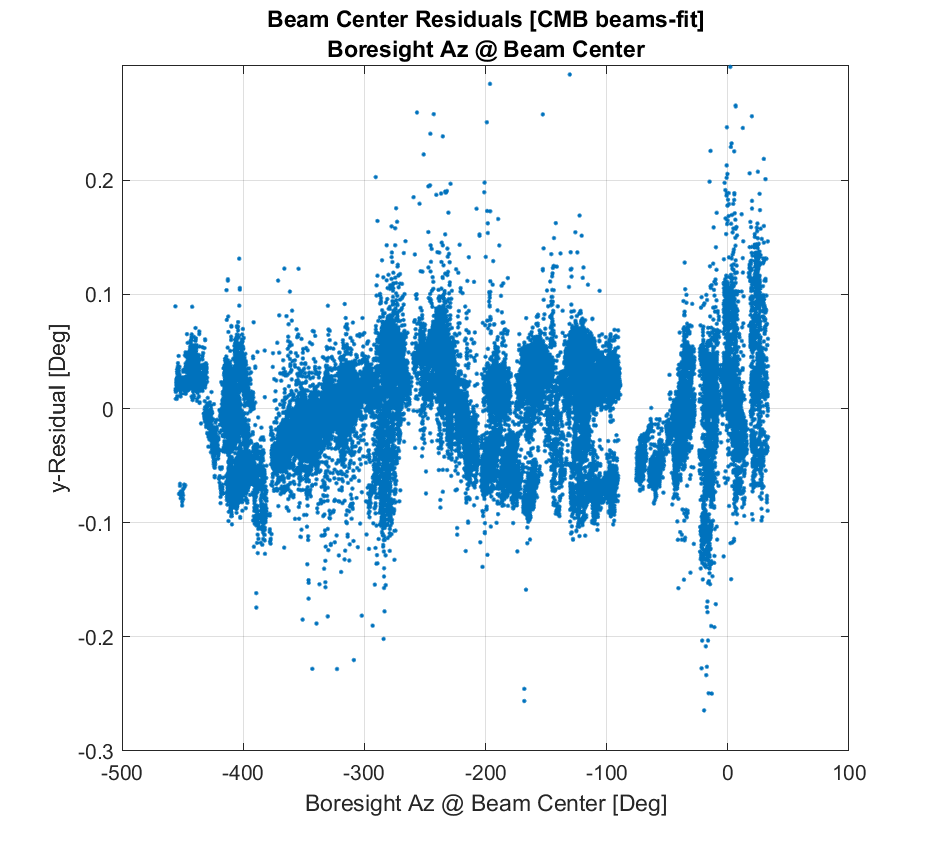 Beam Center Residuals [CMB beams-fit]
Boresight Az @ Beam Center
0.2
0.1
0
-0.1
-0.2
-0.3
y-Residual [Deg]
-500 -400 -300 -200 -100 0 100
Boresight Az @ Beam Center [Deg]